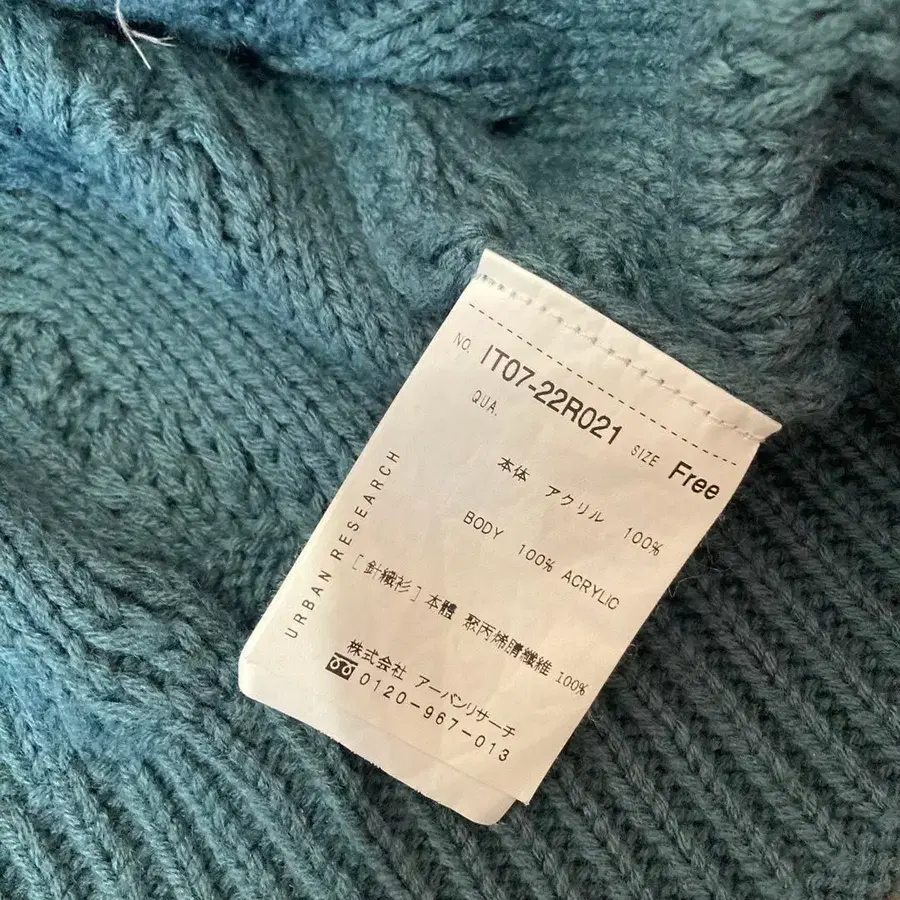 NO. IT07-22R021 SIZE Free
QUA.
本体 アクリル 100%
BODY 100% ACRYLIC
[針織衫] 本體 聚丙烯腈纖維 100%
株式会社 アーバンリサーチ
0120-967-013
URBAN RESEARCH